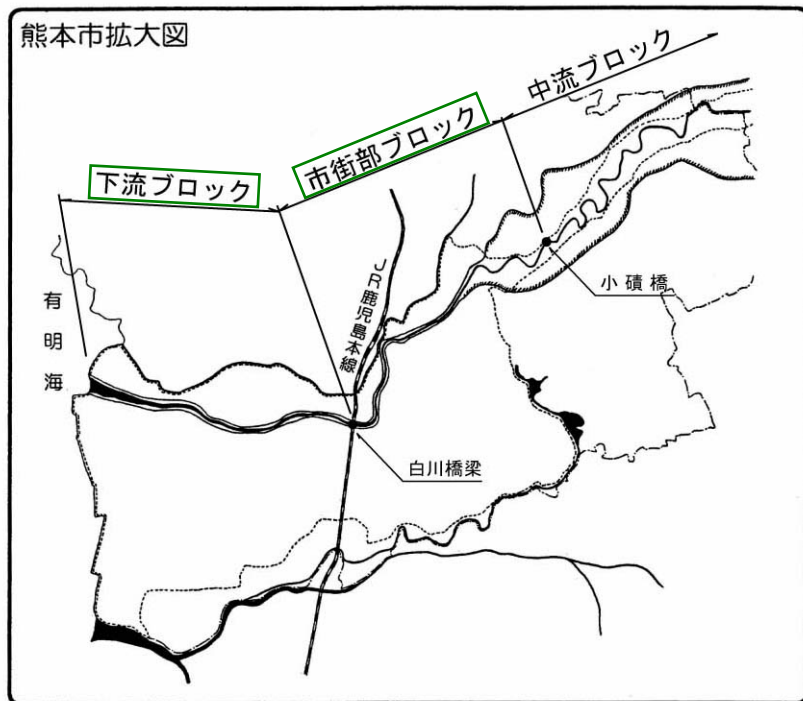 熊本市拡大図
中流ブロック
市街部ブロック
下流ブロック
JR鹿児島本線
小磧橋
有明海
白川橋梁